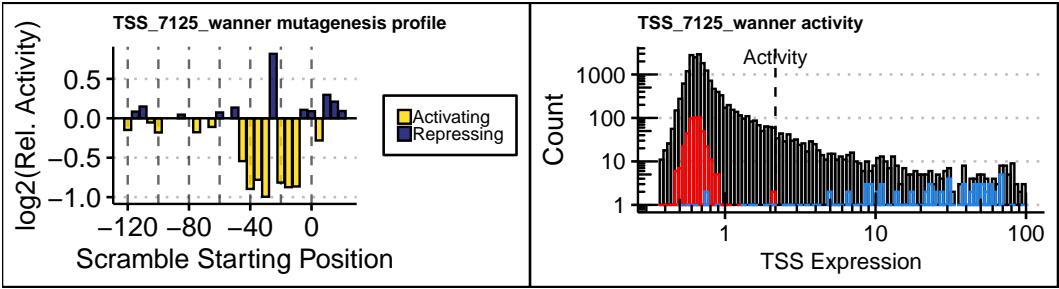 TSS_7125_wanner mutagenesis profile
log2(Rel. Activity)
0.5
0.0
−0.5
−1.0
−120 −80 −40 0
Scramble Starting Position
Activating
Repressing
TSS_7125_wanner activity
Activity
Count
1000
100
10
1
1 10 100
TSS Expression